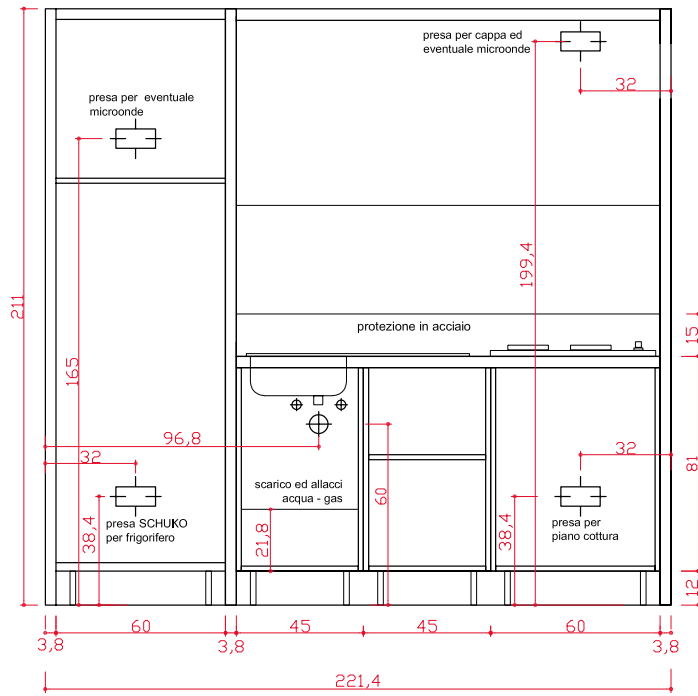 presa per cappa ed
eventuale microonde
32
presa per eventuale
microonde
199,4
211
165
15
protezione in acciaio
96,8
32
32
81
scarico ed allacci
acqua - gas
60
presa SCHUKO
per frigorifero
38,4
21,8
38,4
presa per
piano cottura
12
60
45
45
60
3,8
3,8
3,8
221,4